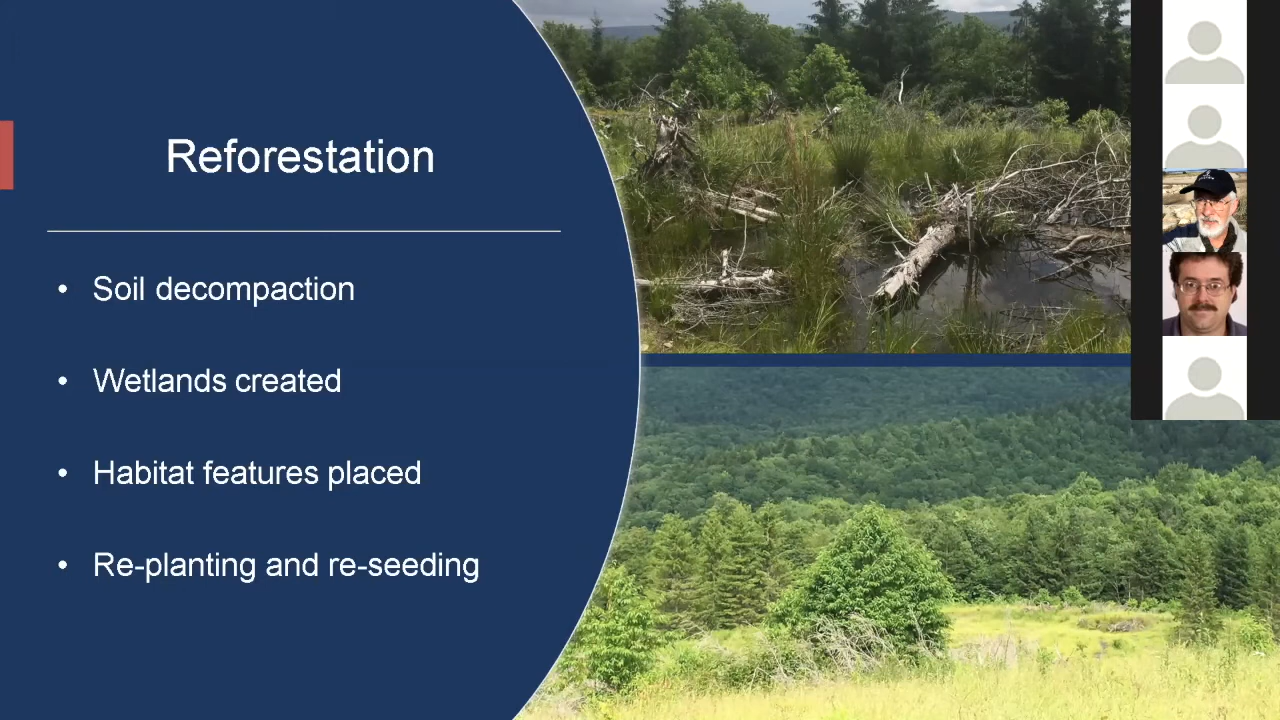 Reforestation
• Soil decompaction
• Wetlands created
• Habitat features placed
• Re-planting and re-seeding